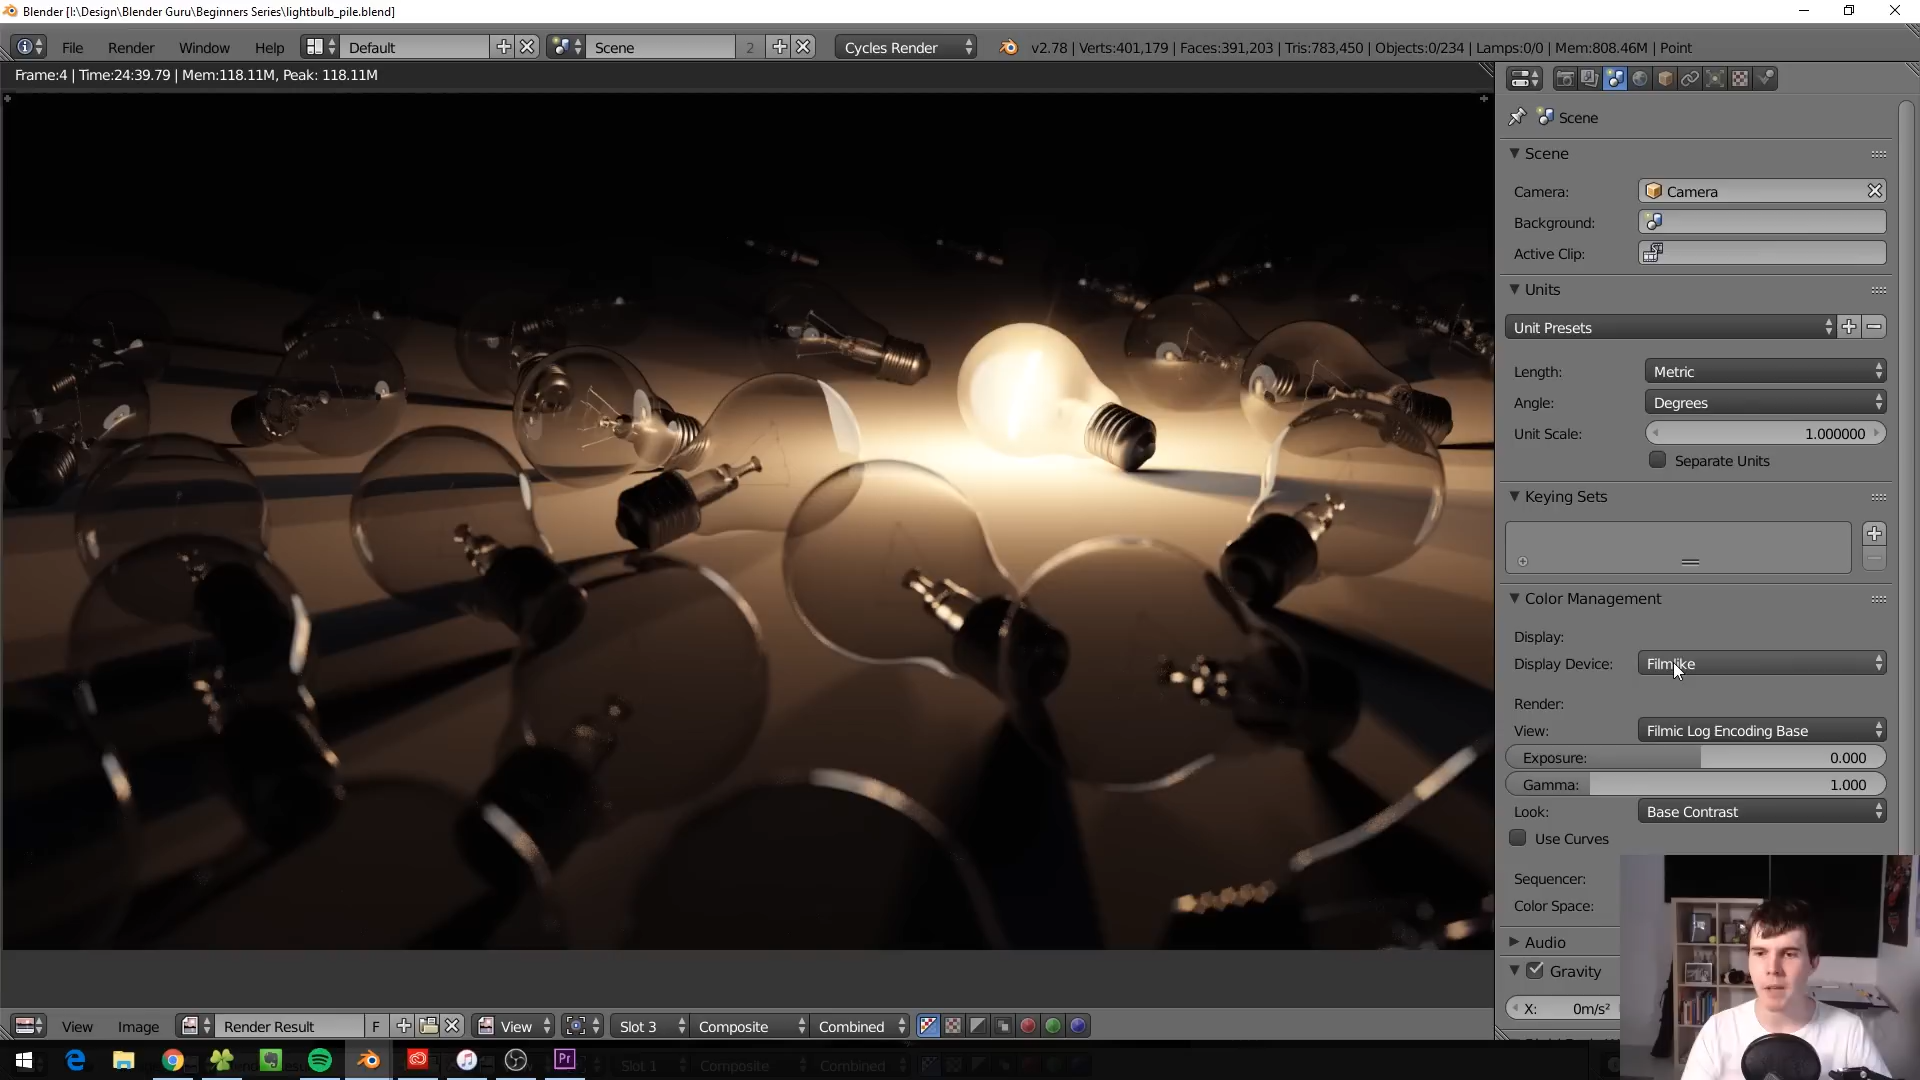 Blender [I:\Design\Blender Guru\Beginners Series\lightbulb_pile.blend]
File Render Window Help Default Scene 2 Cycles Render v2.78 | Verts:401,179 | Faces:391,203 | Tris:783,450 | Objects:0/234 | Lamps:0/0 | Mem:808.46M | Point
Frame:4 | Time:24:39.79 | Mem:118.11M, Peak: 118.11M
Scene
Scene
Camera: Camera
Background:
Active Clip:
Units
Unit Presets
Length: Metric
Angle: Degrees
Unit Scale: 1.000000
Separate Units
Keying Sets
Color Management
Display:
Display Device: Filmlike
Render:
View: Filmic Log Encoding Base
Exposure: 0.000
Gamma: 1.000
Look: Base Contrast
Use Curves
Sequencer:
Color Space:
Audio
Gravity
X: 0m/s²
View Image Render Result F View Slot 3 Composite Combined
Pr
Slot 1 Composite Combined